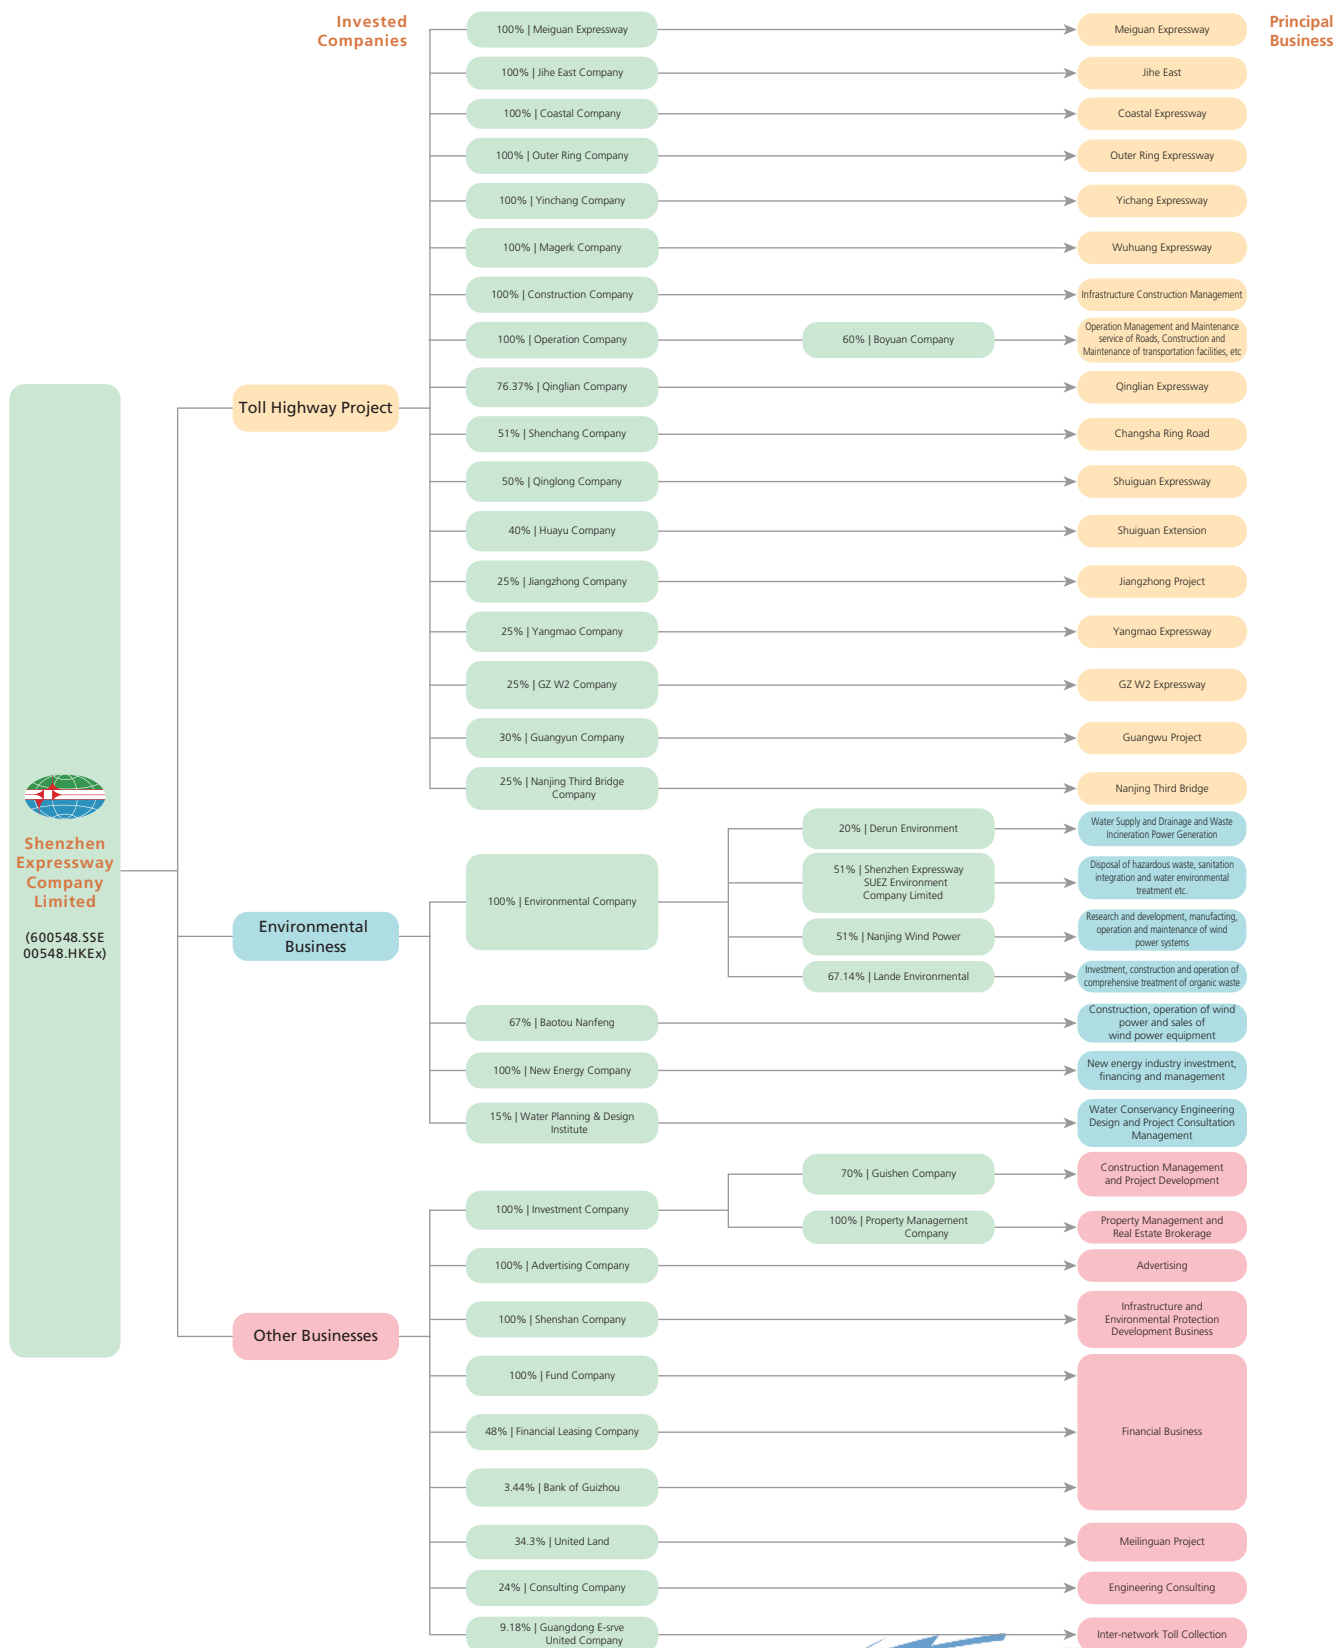 Invested
Companies
Principal
Business
Shenzhen
Expressway
Company
Limited
(600548.SSE
00548.HKEx)
Toll Highway Project
100% | Meiguan Expressway
Meiguan Expressway
100% | Jihe East Company
Jihe East
100% | Coastal Company
Coastal Expressway
100% | Outer Ring Company
Outer Ring Expressway
100% | Yinchang Company
Yichang Expressway
100% | Magerk Company
Wuhuang Expressway
100% | Construction Company
Infrastructure Construction Management
100% | Operation Company
60% | Boyuan Company
Operation Management and Maintenance
service of Roads, Construction and
Maintenance of transportation facilities, etc
76.37% | Qinglian Company
Qinglian Expressway
51% | Shenchang Company
Changsha Ring Road
50% | Qinglong Company
Shuiguan Expressway
40% | Huayu Company
Shuiguan Extension
25% | Jiangzhong Company
Jiangzhong Project
25% | Yangmao Company
Yangmao Expressway
25% | GZ W2 Company
GZ W2 Expressway
30% | Guangyun Company
Guangwu Project
25% | Nanjing Third Bridge
Company
Nanjing Third Bridge
Environmental
Business
100% | Environmental Company
20% | Derun Environment
Water Supply and Drainage and Waste
Incineration Power Generation
51% | Shenzhen Expressway
SUEZ Environment
Company Limited
Disposal of hazardous waste, sanitation
integration and water environmental
treatment etc.
51% | Nanjing Wind Power
Research and development, manufacting,
operation and maintenance of wind
power systems
67.14% | Lande Environmental
Investment, construction and operation of
comprehensive treatment of organic waste
67% | Baotou Nanfeng
Construction, operation of wind
power and sales of
wind power equipment
100% | New Energy Company
New energy industry investment,
financing and management
15% | Water Planning & Design
Institute
Water Conservancy Engineering
Design and Project Consultation
Management
Other Businesses
100% | Investment Company
70% | Guishen Company
Construction Management
and Project Development
100% | Property Management
Company
Property Management and
Real Estate Brokerage
100% | Advertising Company
Advertising
100% | Shenshan Company
Infrastructure and
Environmental Protection
Development Business
100% | Fund Company
48% | Financial Leasing Company
Financial Business
3.44% | Bank of Guizhou
34.3% | United Land
Meilinguan Project
24% | Consulting Company
Engineering Consulting
9.18% | Guangdong E-srve
United Company
Inter-network Toll Collection